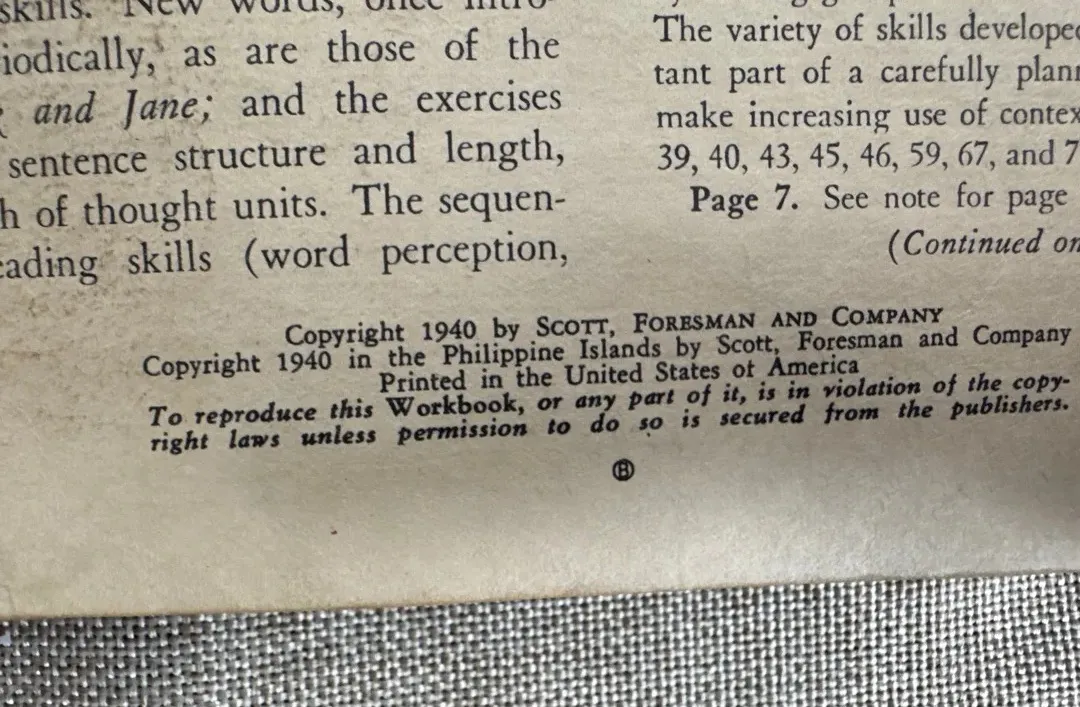 skills. New words, once intro-
iodically, as are those of the
and Jane; and the exercises
sentence structure and length,
h of thought units. The sequen-
eading skills (word perception,
The variety of skills developed
tant part of a carefully plann
make increasing use of contex
39, 40, 43, 45, 46, 59, 67, and 7
Page 7. See note for page
(Continued on
Copyright 1940 by SCOTT, FORESMAN AND COMPANY
Copyright 1940 in the Philippine Islands by Scott, Foresman and Company
Printed in the United States of America
To reproduce this Workbook, or any part of it, is in violation of the copy-
right laws unless permission to do so is secured from the publishers.